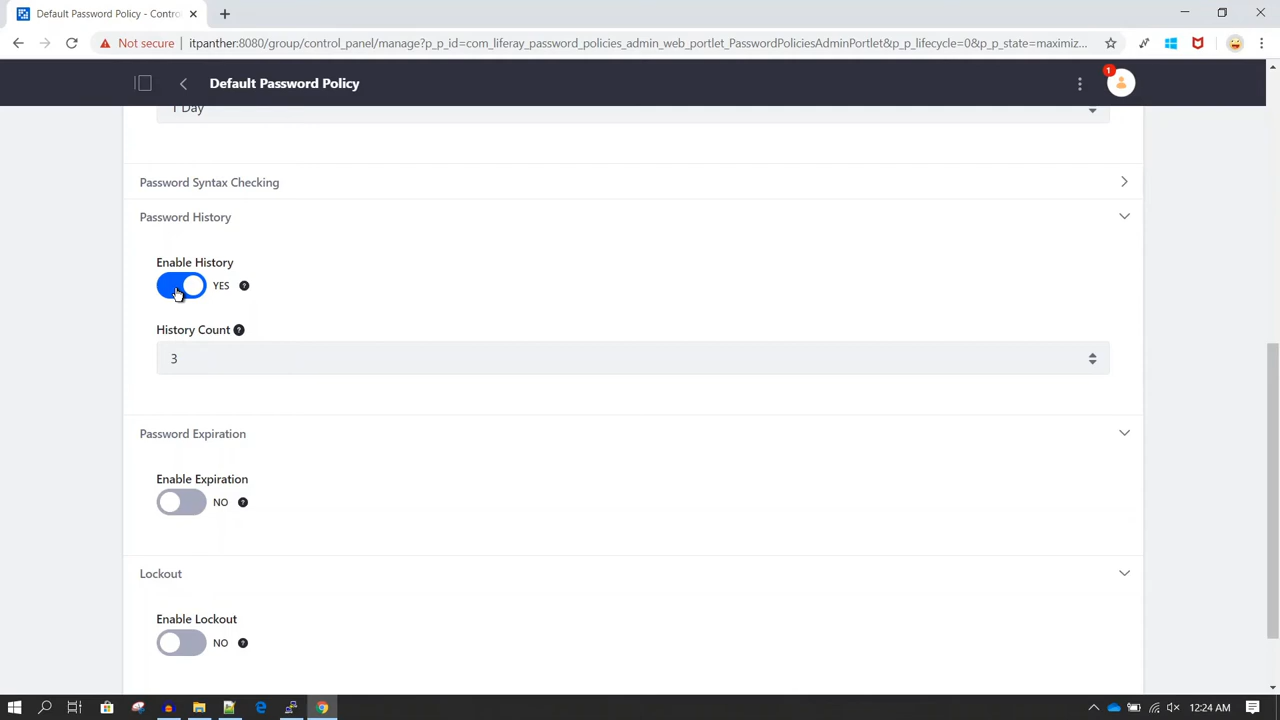 Default Password Policy - Contro
Not secure
itpanther:8080/group/control_panel/manage?p_p_id=com_liferay_password_policies_admin_web_portlet_PasswordPoliciesAdminPortlet&p_p_lifecycle=0&p_p_state=maximiz...
Default Password Policy
1
1 Day
Password Syntax Checking
Password History
Enable History
YES
History Count
3
Password Expiration
Enable Expiration
NO
Lockout
Enable Lockout
NO
12:24 AM